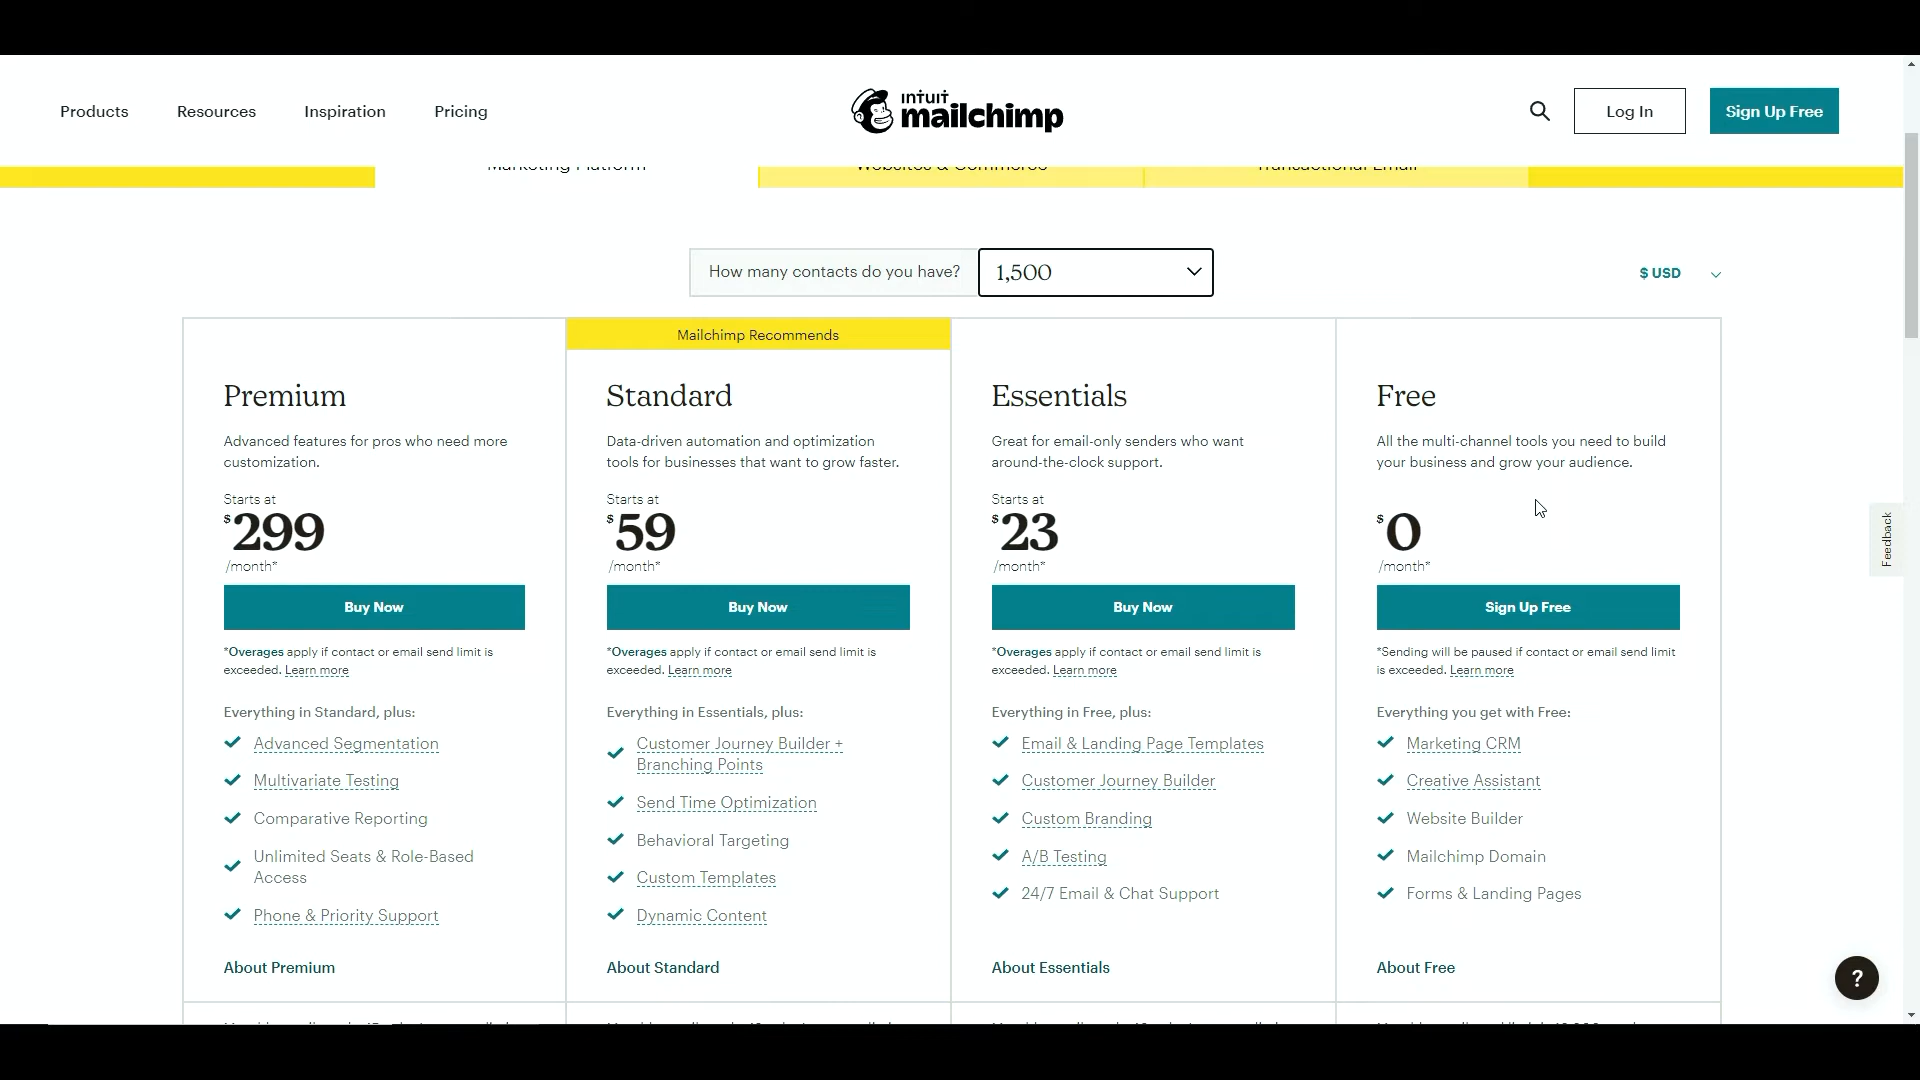 Products
Resources
Inspiration
Pricing
INTUIT
mailchimp
Log In
Sign Up Free
Marketing Platform
Websites & Commerce
Transactional Email
How many contacts do you have?
1,500
$ USD
Mailchimp Recommends
Premium
Advanced features for pros who need more
customization.
Starts at
$299
/month*
Buy Now
*Overages apply if contact or email send limit is
exceeded. Learn more
Everything in Standard, plus:
Advanced Segmentation
Multivariate Testing
Comparative Reporting
Unlimited Seats & Role-Based
Access
Phone & Priority Support
About Premium
Standard
Data-driven automation and optimization
tools for businesses that want to grow faster.
Starts at
$59
/month*
Buy Now
*Overages apply if contact or email send limit is
exceeded. Learn more
Everything in Essentials, plus:
Customer Journey Builder +
Branching Points
Send Time Optimization
Behavioral Targeting
Custom Templates
Dynamic Content
About Standard
Essentials
Great for email-only senders who want
around-the-clock support.
Starts at
$23
/month*
Buy Now
*Overages apply if contact or email send limit is
exceeded. Learn more
Everything in Free, plus:
Email & Landing Page Templates
Customer Journey Builder
Custom Branding
A/B Testing
24/7 Email & Chat Support
About Essentials
Free
All the multi-channel tools you need to build
your business and grow your audience.
$0
/month*
Sign Up Free
*Sending will be paused if contact or email send limit
is exceeded. Learn more
Everything you get with Free:
Marketing CRM
Creative Assistant
Website Builder
Mailchimp Domain
Forms & Landing Pages
About Free
Feedback
?